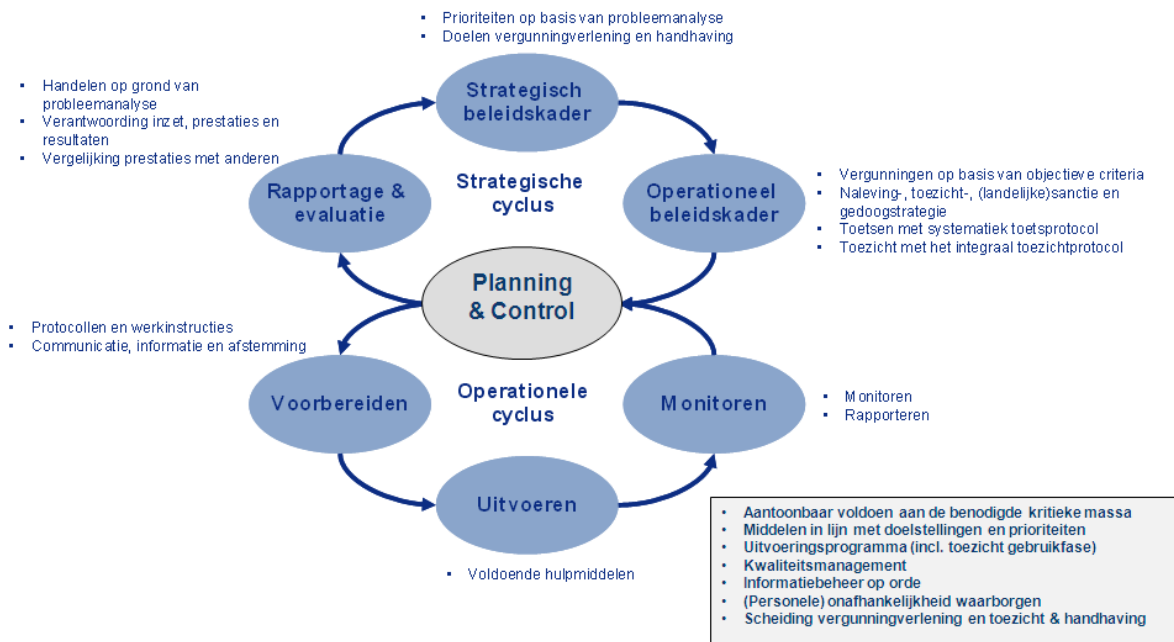 • Prioriteiten op basis van probleemanalyse
• Doelen vergunningverlening en handhaving
Strategisch
beleidskader
• Handelen op grond van
probleemanalyse
• Verantwoording inzet, prestaties en
resultaten
• Vergelijking prestaties met anderen
Rapportage &
evaluatie
Strategische
cyclus
Operationeel
beleidskader
• Vergunningen op basis van objectieve criteria
• Naleving-, toezicht-, (landelijke)sanctie en
gedoogstrategie
• Toetsen met systematiek toetsprotocol
• Toezicht met het integraal toezichtprotocol
Planning
& Control
• Protocollen en werkinstructies
• Communicatie, informatie en afstemming
Voorbereiden
Operationele
cyclus
Monitoren
• Monitoren
• Rapporteren
Uitvoeren
• Voldoende hulpmiddelen
• Aantoonbaar voldoen aan de benodigde kritieke massa
• Middelen in lijn met doelstellingen en prioriteiten
• Uitvoeringsprogramma (incl. toezicht gebruikfase)
• Kwaliteitsmanagement
• Informatiebeheer op orde
• (Personele) onafhankelijkheid waarborgen
• Scheiding vergunningverlening en toezicht & handhaving